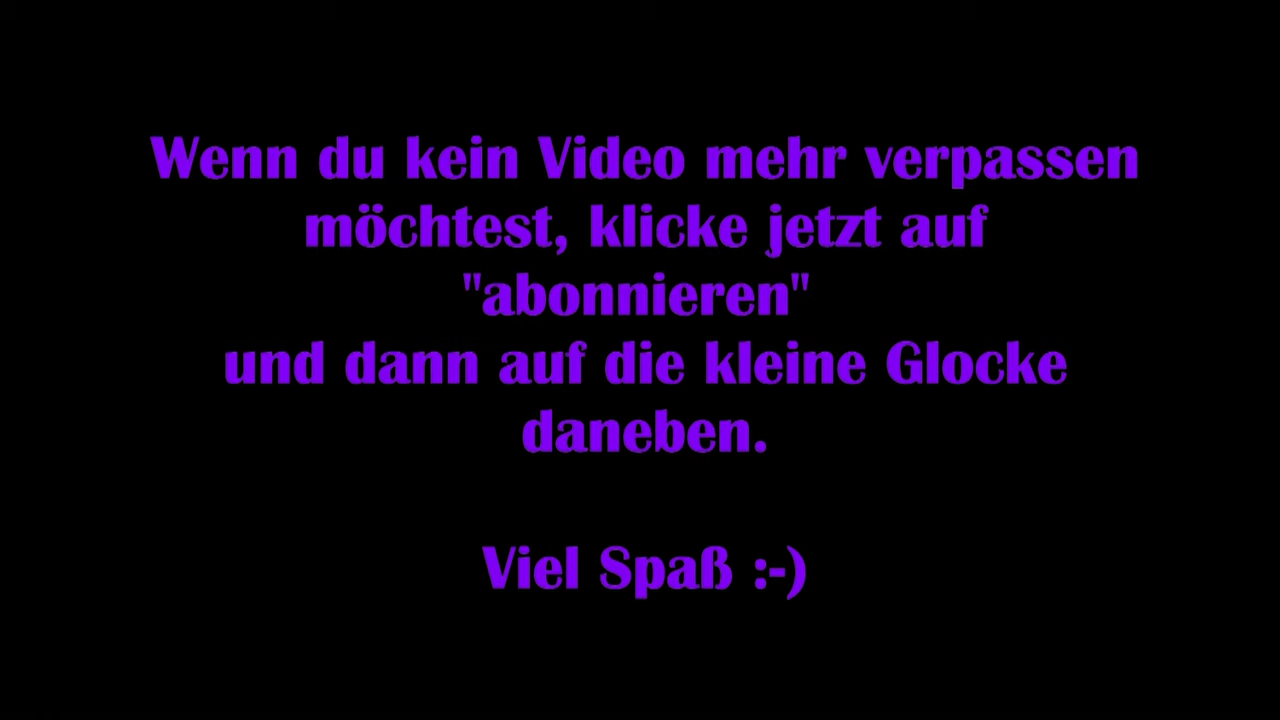 Wenn du kein Video mehr verpassen
möchtest, klicke jetzt auf
"abonnieren"
und dann auf die kleine Glocke
daneben.
Viel Spaß :-)